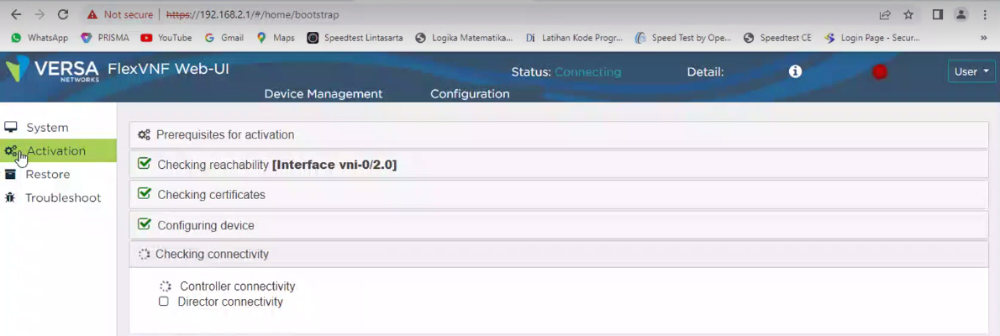 Not secure | https://192.168.2.1/#/home/bootstrap
WhatsApp PRISMA YouTube Gmail Maps Speedtest Lintasarta Logika Matematika... Latihan Kode Progr... Speed Test by Ope... Speedtest CE Login Page - Secur... »
VERSA NETWORKS FlexVNF Web-UI Status: Connecting Detail: User
Device Management Configuration
System
Activation
Restore
Troubleshoot
Prerequisites for activation
Checking reachability [Interface vni-0/2.0]
Checking certificates
Configuring device
Checking connectivity
Controller connectivity
Director connectivity